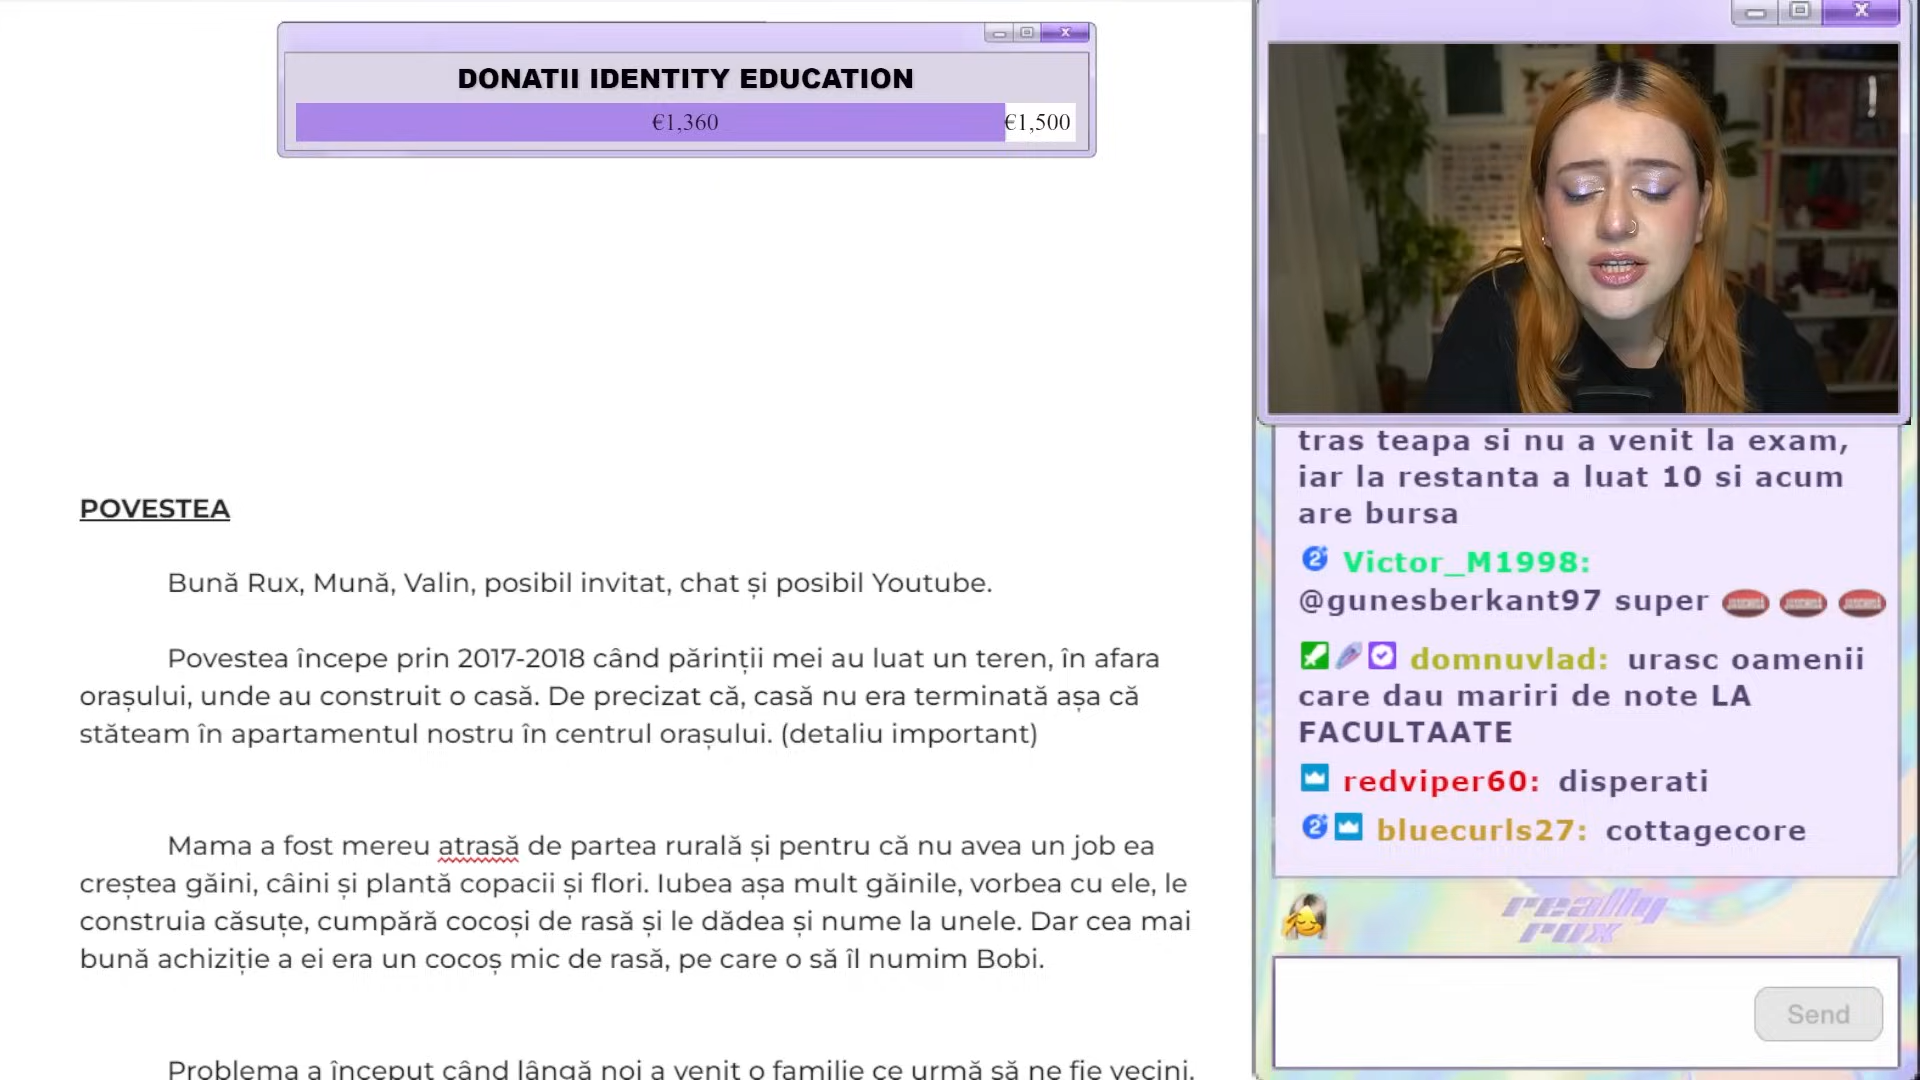 DONATII IDENTITY EDUCATION
€1,360
€1,500
POVESTEA
Bună Rux, Mună, Valin, posibil invitat, chat și posibil Youtube.
Povestea începe prin 2017-2018 când părinții mei au luat un teren, în afara
orașului, unde au construit o casă. De precizat că, casă nu era terminată așa că
stăteam în apartamentul nostru în centrul orașului. (detaliu important)
Mama a fost mereu atrasă de partea rurală și pentru că nu avea un job ea
creștea găini, câini și plantă copacii și flori. Iubea așa mult găinile, vorbea cu ele, le
construia căsuțe, cumpără cocoși de rasă și le dădea și nume la unele. Dar cea mai
bună achiziție a ei era un cocoș mic de rasă, pe care o să îl numim Bobi.
Problema a început când lângă noi a venit o familie ce urmă să ne fie vecini.
tras teapa si nu a venit la exam,
iar la restanta a luat 10 si acum
are bursa
Victor_M1998:
@gunesberkant97 super
domnuvlad: urasc oamenii
care dau mariri de note LA
FACULTAATE
redviper60: disperati
bluecurls27: cottagecore
really
rux
Send